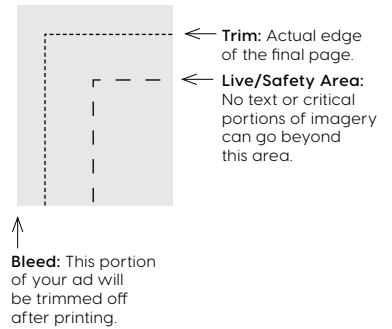 Trim: Actual edge
of the final page.
Live/Safety Area:
No text or critical
portions of imagery
can go beyond
this area.
Bleed: This portion
of your ad will
be trimmed off
after printing.